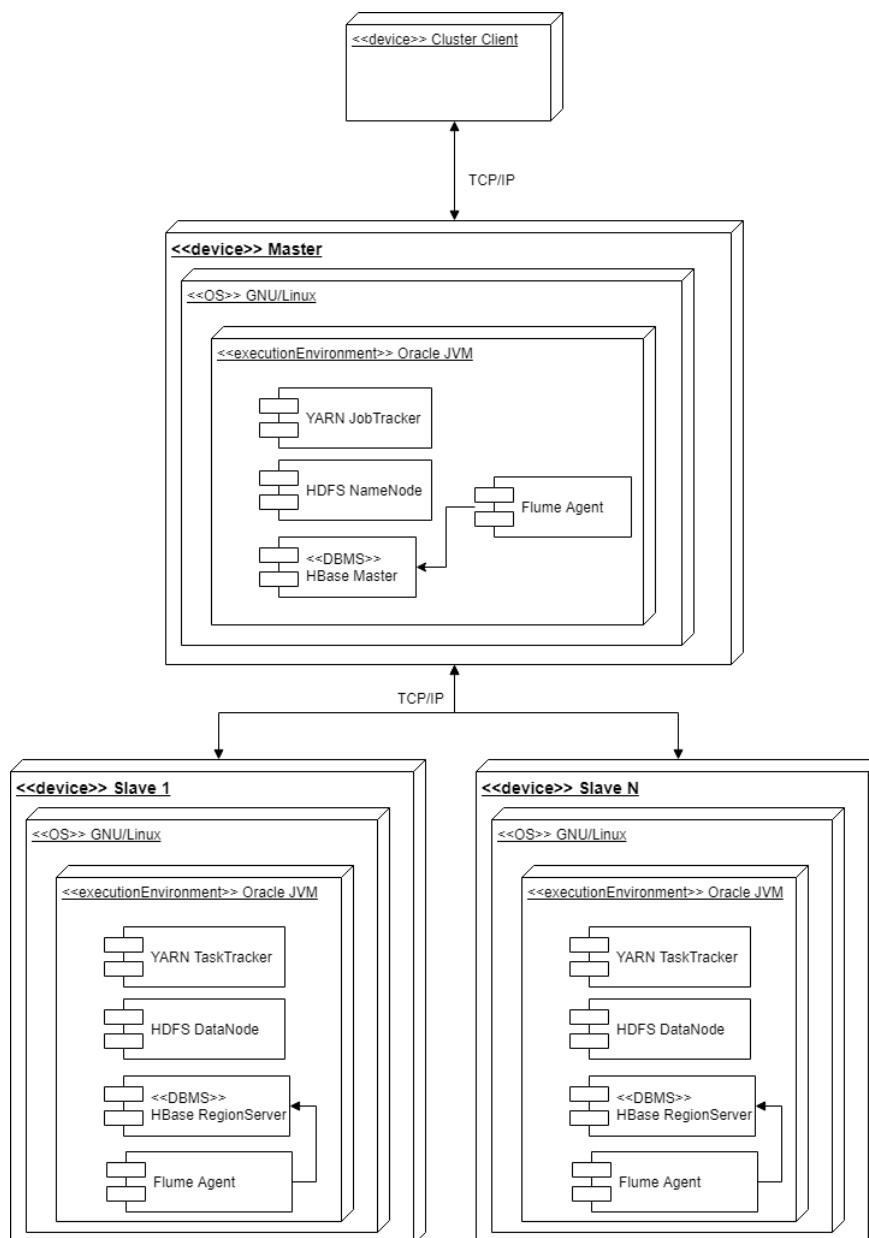 <<device>> Cluster Client
TCP/IP
<<device>> Master
<<OS>> GNU/Linux
<<executionEnvironment>> Oracle JVM
YARN JobTracker
HDFS NameNode
Flume Agent
<<DBMS>>
HBase Master
TCP/IP
<<device>> Slave 1
<<OS>> GNU/Linux
<<executionEnvironment>> Oracle JVM
YARN TaskTracker
HDFS DataNode
<<DBMS>>
HBase RegionServer
Flume Agent
<<device>> Slave N
<<OS>> GNU/Linux
<<executionEnvironment>> Oracle JVM
YARN TaskTracker
HDFS DataNode
<<DBMS>>
HBase RegionServer
Flume Agent